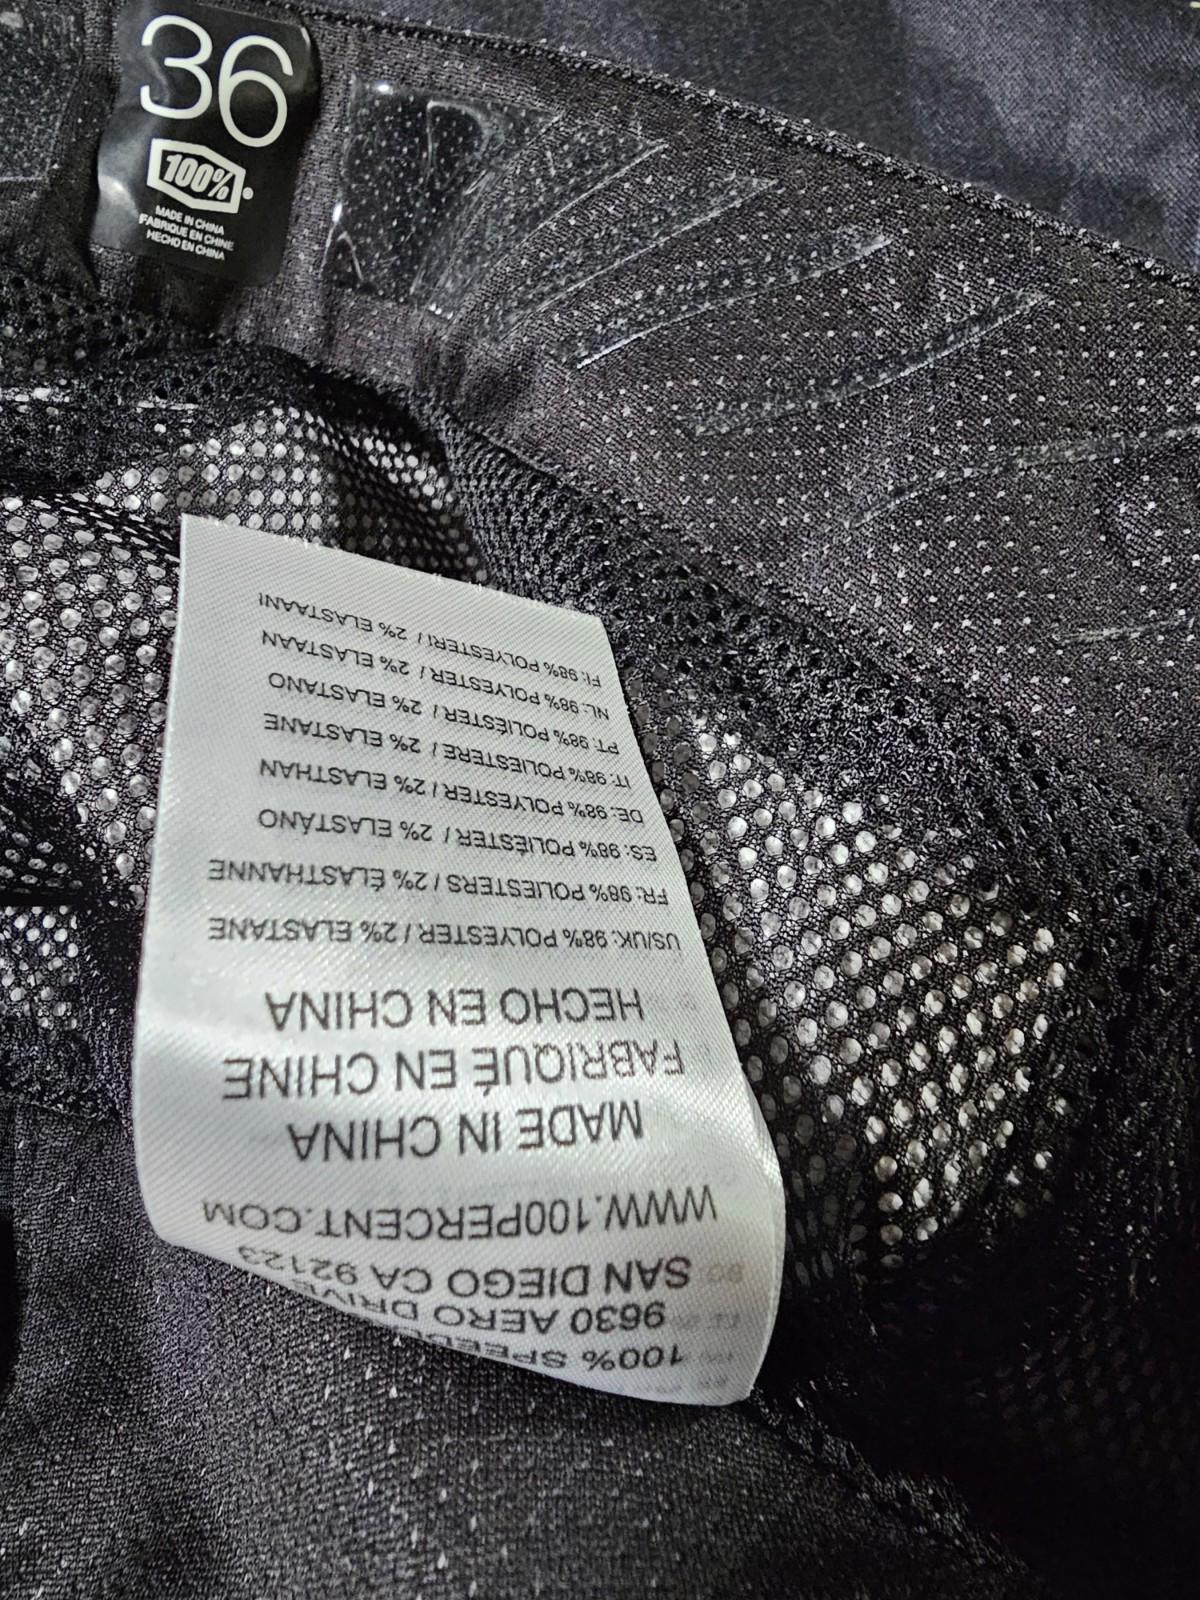 36
100%®
MADE IN CHINA
FABRIQUE EN CHINE
HECHO EN CHINA
100%
9630 AERO DRIVE
SAN DIEGO CA 92123
WWW.100PERCENT.COM
MADE IN CHINA
FABRIQUÉ EN CHINE
HECHO EN CHINA
US/UK: 98% POLYESTER / 2% ELASTANE
FR: 98% POLIESTERS / 2% ÉLASTHANNE
ES: 98% POLIÉSTER / 2% ELASTANO
DE: 98% POLYESTER / 2% ELASTHAN
IT: 98% POLIESTERE / 2% ELASTANE
PT: 98% POLIÉSTER / 2% ELASTANO
NL: 98% POLYESTER / 2% ELASTAAN
FI: 98% POLYESTERI / 2% ELASTAANI